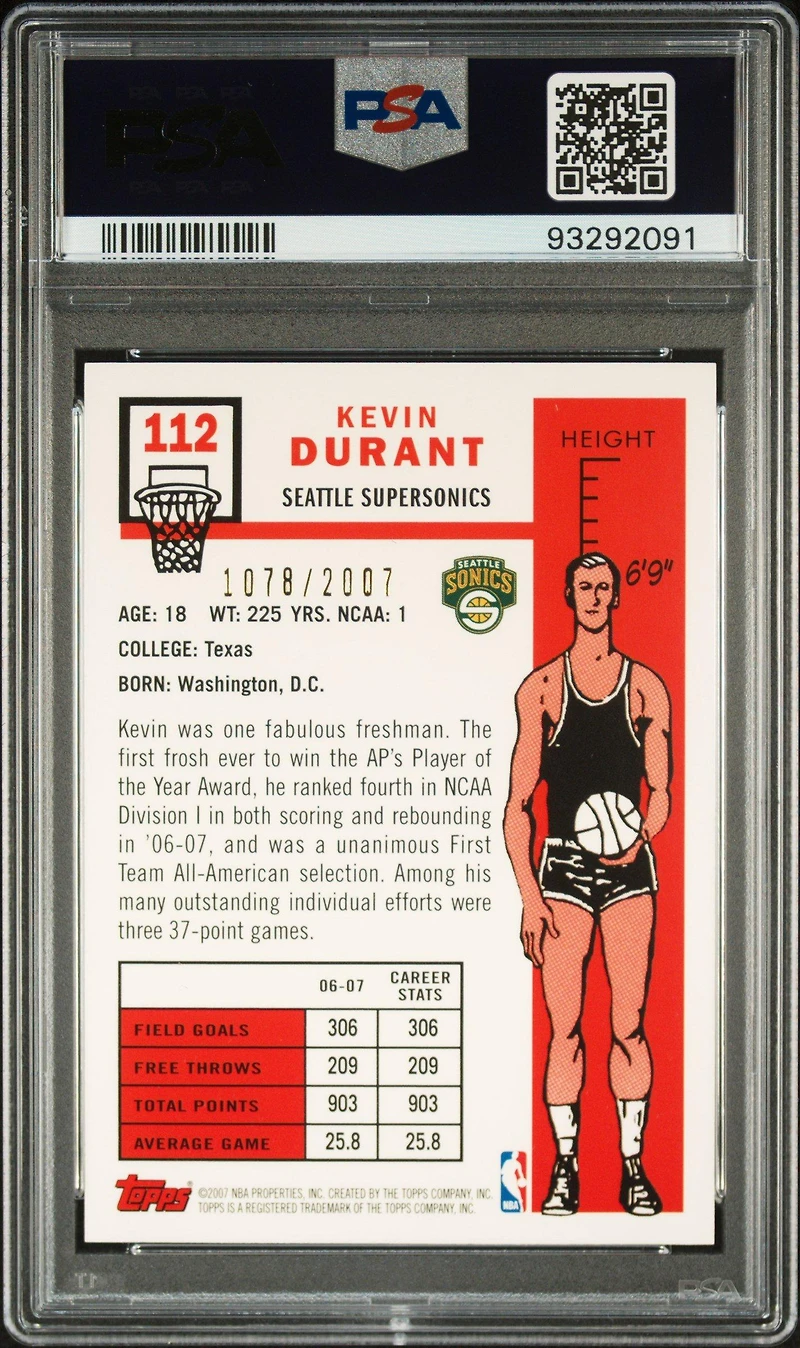 PSA
PSA
93292091
112
KEVIN
DURANT
SEATTLE SUPERSONICS
HEIGHT
6'9"
1078/2007
SEATTLE
SONICS
AGE: 18 WT: 225 YRS. NCAA: 1
COLLEGE: Texas
BORN: Washington, D.C.
Kevin was one fabulous freshman. The
first frosh ever to win the AP's Player of
the Year Award, he ranked fourth in NCAA
Division I in both scoring and rebounding
in '06-07, and was a unanimous First
Team All-American selection. Among his
many outstanding individual efforts were
three 37-point games.
06-07 CAREER STATS
FIELD GOALS 306 306
FREE THROWS 209 209
TOTAL POINTS 903 903
AVERAGE GAME 25.8 25.8
Topps® ©2007 NBA PROPERTIES, INC. CREATED BY THE TOPPS COMPANY, INC.
TOPPS IS A REGISTERED TRADEMARK OF THE TOPPS COMPANY, INC.
NBA
PSA